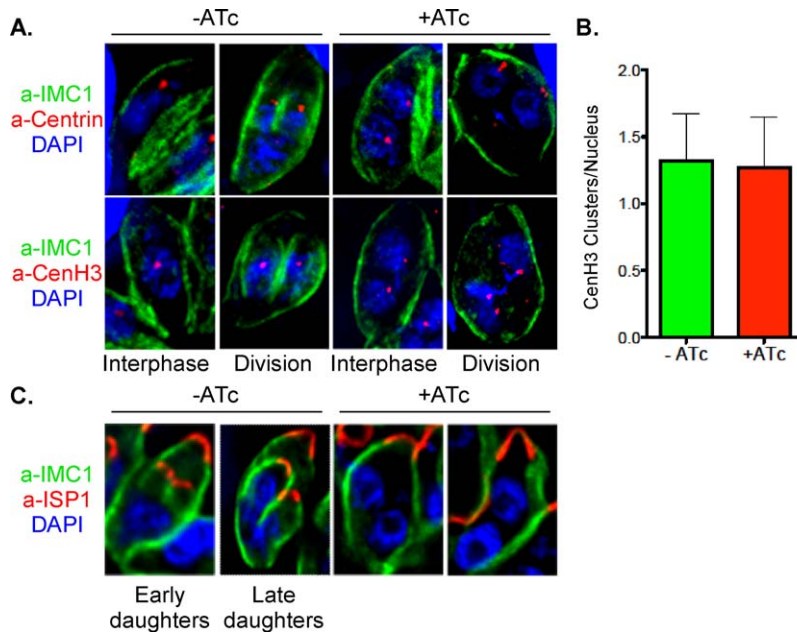 A.
-ATc
+ATc
a-IMC1
a-Centrin
DAPI
a-IMC1
a-CenH3
DAPI
Interphase
Division
Interphase
Division
B.
CenH3 Clusters/Nucleus
2.0
1.5
1.0
0.5
0.0
- ATc
+ATc
C.
-ATc
+ATc
a-IMC1
a-ISP1
DAPI
Early
daughters
Late
daughters